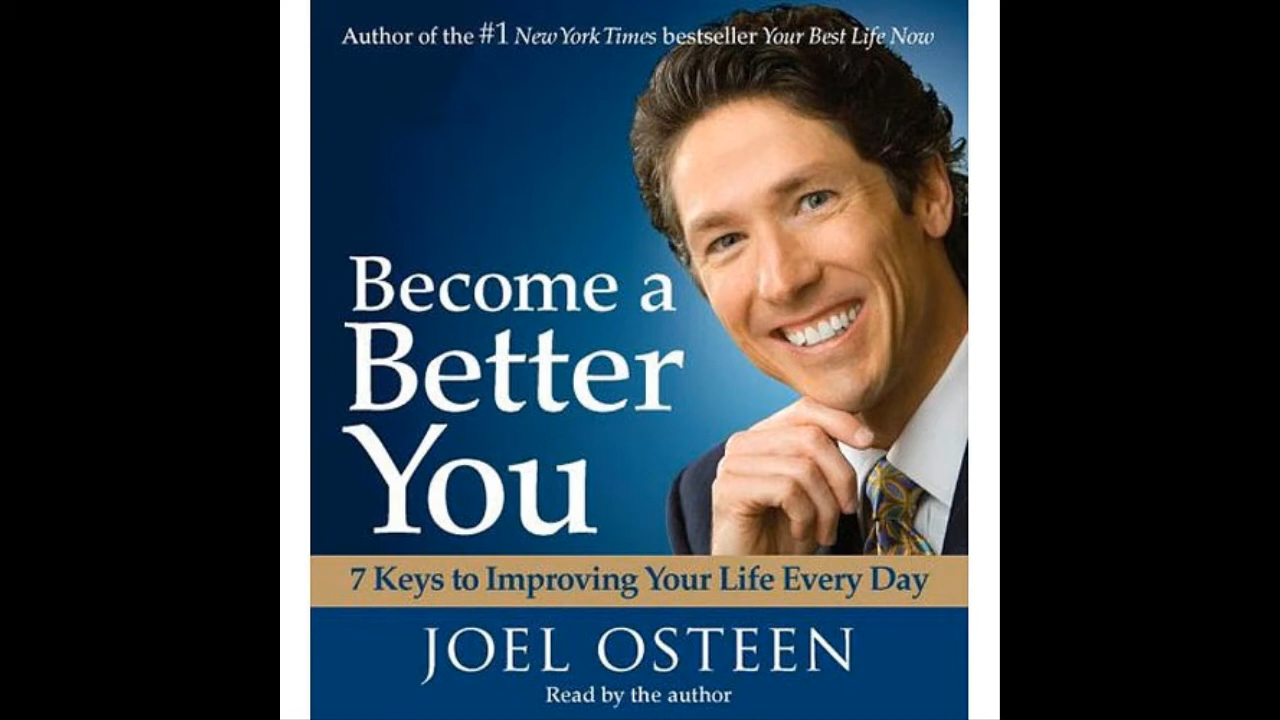 Author of the #1 New York Times bestseller Your Best Life Now
Become a
Better
You
7 Keys to Improving Your Life Every Day
JOEL OSTEEN
Read by the author